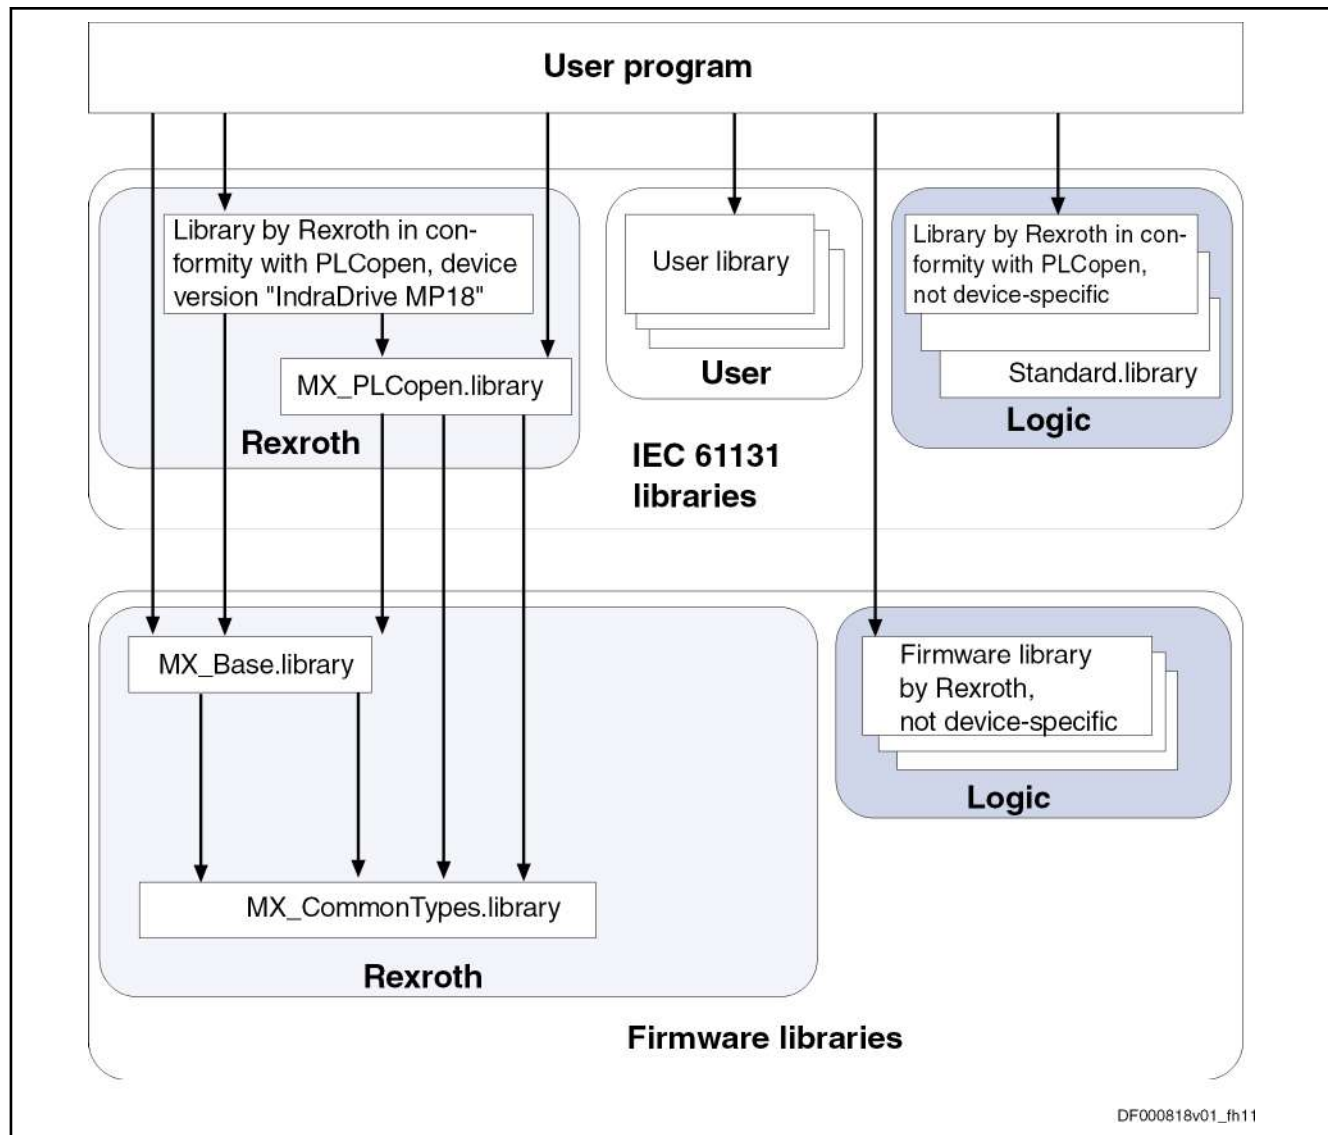 User program
Library by Rexroth in con-
formity with PLCopen, device
version "IndraDrive MP18"
MX_PLCopen.library
Rexroth
User library
User
Library by Rexroth in con-
formity with PLCopen,
not device-specific
Standard.library
Logic
IEC 61131
libraries
MX_Base.library
MX_CommonTypes.library
Rexroth
Firmware library
by Rexroth,
not device-specific
Logic
Firmware libraries
DF000818v01_fh11